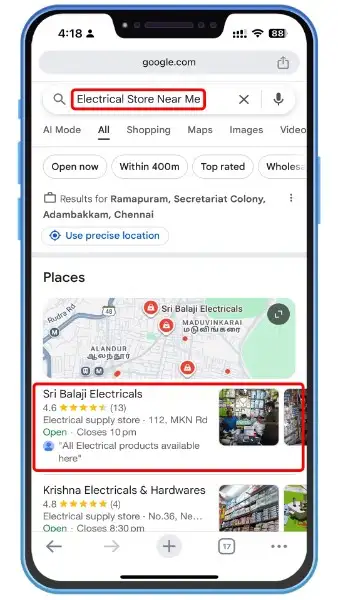 4:18
88
google.com
Electrical Store Near Me
AI Mode All Shopping Maps Images Video
Open now Within 400m Top rated Wholesa
Results for Ramapuram, Secretariat Colony,
Adambakkam, Chennai
Use precise location
Places
Rudra Rd
48
Sri Balaji Electricals
MADUVINKARAI
மடுவின்கரை
ALANDUR
ஆலந்தூர்
M
M
Sri Balaji Electricals
4.6 (13)
Electrical supply store · 112, MKN Rd
Open · Closes 10 pm
"All Electrical products available
here"
Krishna Electricals & Hardwares
4.8 (4)
Electrical supply store · No.36, Ne...
Open · Closes 8:30 pm
17